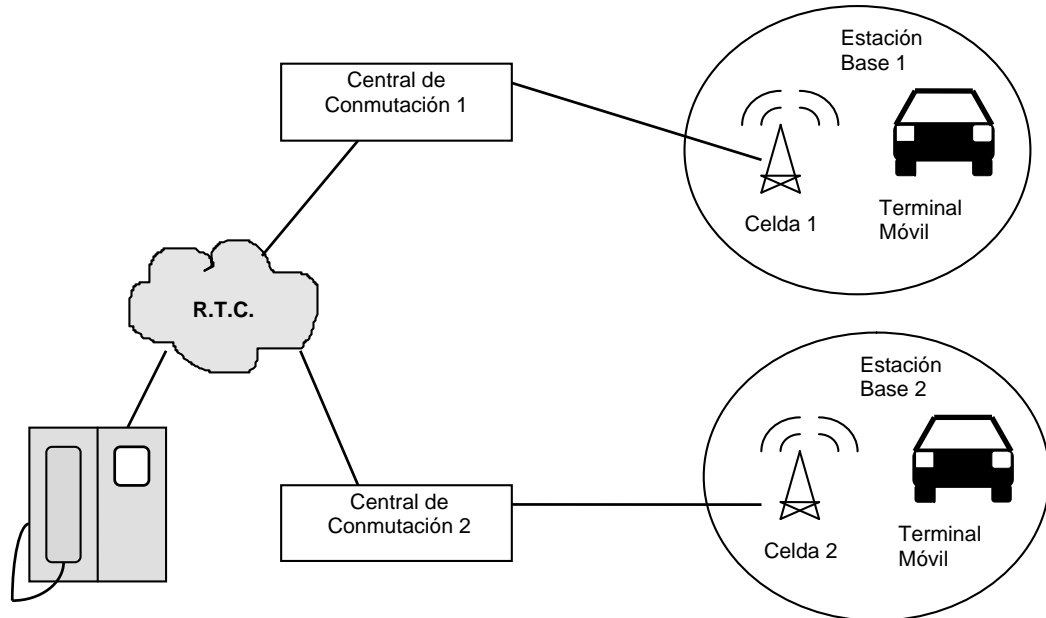 Central de
Conmutación 1
Estación
Base 1
Celda 1
Terminal
Móvil
R.T.C.
Central de
Conmutación 2
Estación
Base 2
Celda 2
Terminal
Móvil